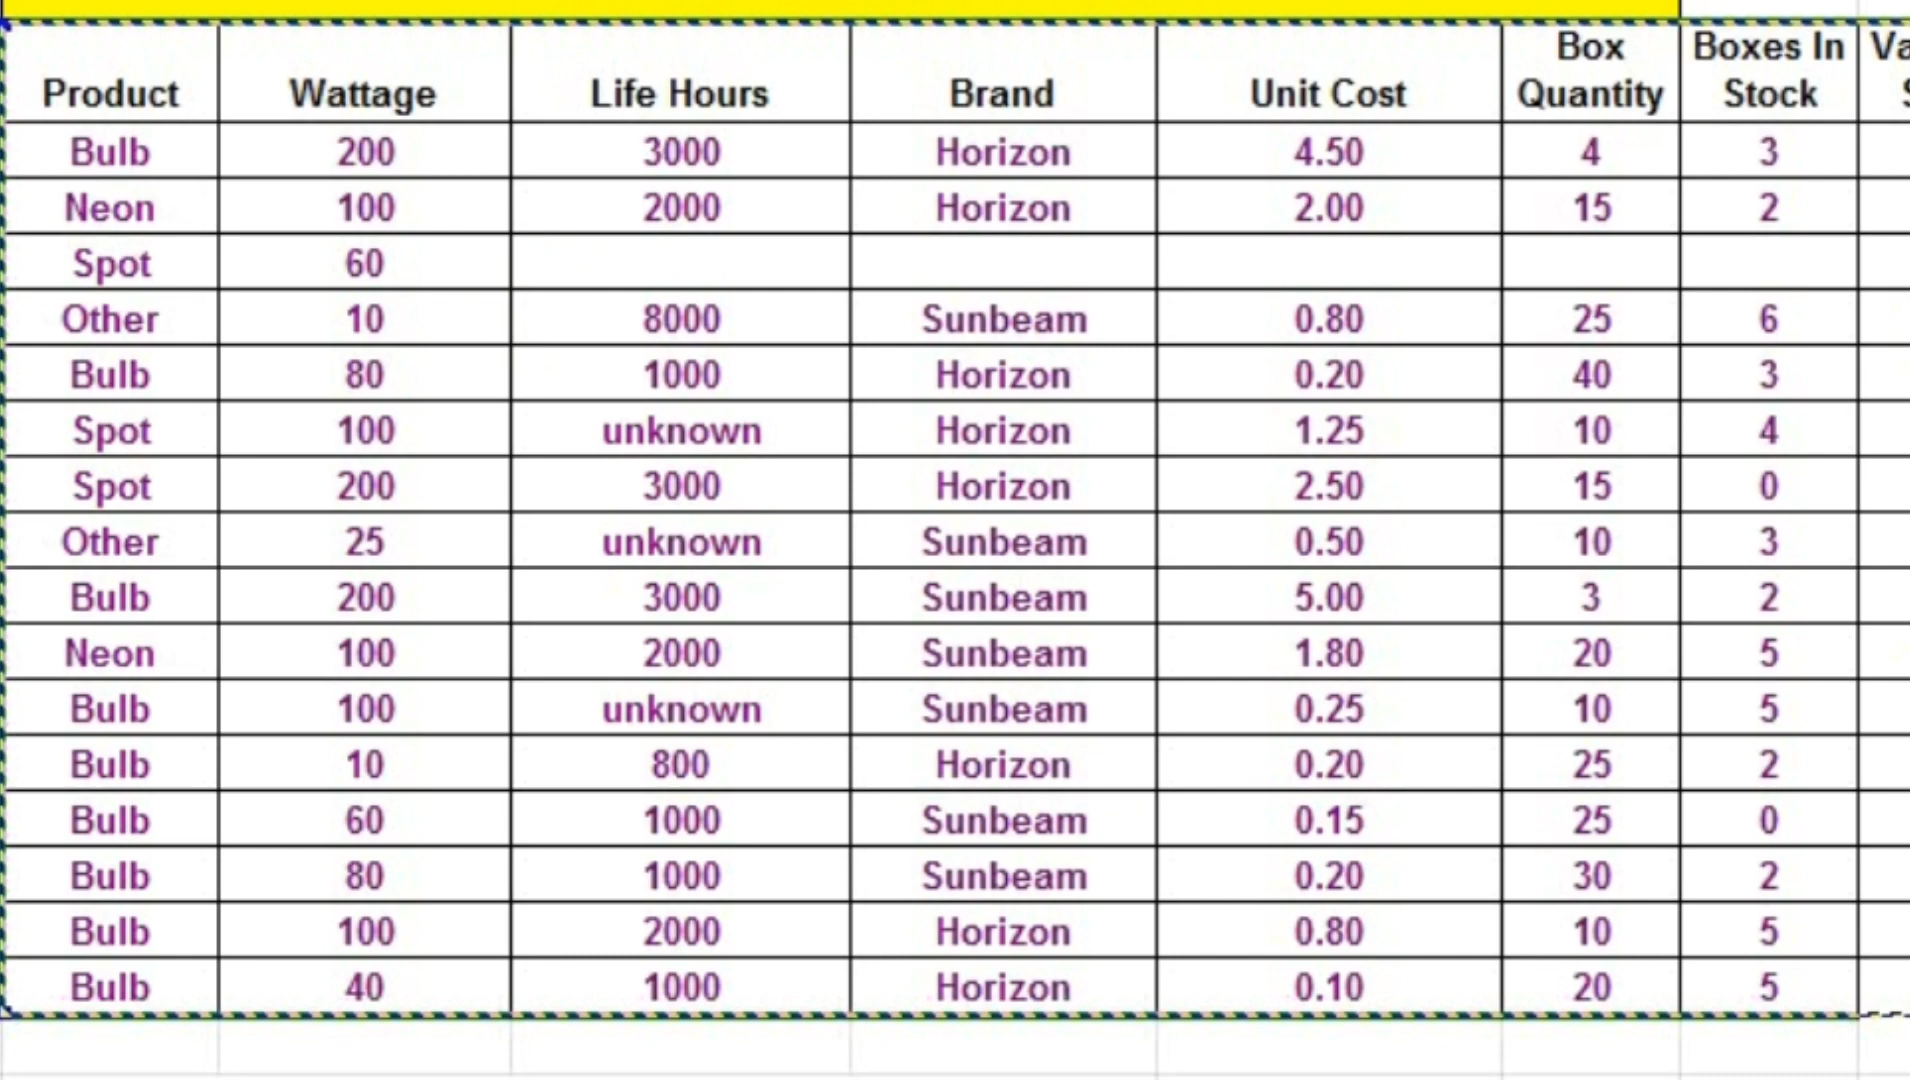 Product Wattage Life Hours Brand Unit Cost Box Quantity Boxes In Stock
Bulb 200 3000 Horizon 4.50 4 3
Neon 100 2000 Horizon 2.00 15 2
Spot 60
Other 10 8000 Sunbeam 0.80 25 6
Bulb 80 1000 Horizon 0.20 40 3
Spot 100 unknown Horizon 1.25 10 4
Spot 200 3000 Horizon 2.50 15 0
Other 25 unknown Sunbeam 0.50 10 3
Bulb 200 3000 Sunbeam 5.00 3 2
Neon 100 2000 Sunbeam 1.80 20 5
Bulb 100 unknown Sunbeam 0.25 10 5
Bulb 10 800 Horizon 0.20 25 2
Bulb 60 1000 Sunbeam 0.15 25 0
Bulb 80 1000 Sunbeam 0.20 30 2
Bulb 100 2000 Horizon 0.80 10 5
Bulb 40 1000 Horizon 0.10 20 5